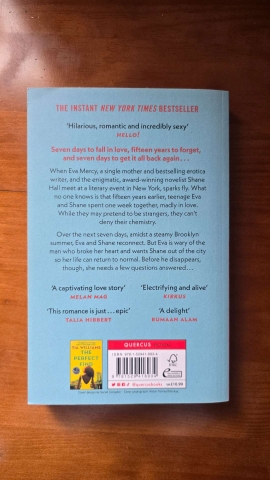 THE INSTANT NEW YORK TIMES BESTSELLER
'Hilarious, romantic and incredibly sexy'
HELLO!
Seven days to fall in love, fifteen years to forget,
and seven days to get it all back again . . .
When Eva Mercy, a single mother and bestselling erotica
writer, and the enigmatic, award-winning novelist Shane
Hall meet at a literary event in New York, sparks fly. What
no one knows is that fifteen years earlier, teenage Eva
and Shane spent one week together, madly in love.
While they may pretend to be strangers, they can't
deny their chemistry.
Over the next seven days, amidst a steamy Brooklyn
summer, Eva and Shane reconnect. But Eva is wary of the
man who broke her heart and wants Shane out of the city
so her life can return to normal. Before he disappears,
though, she needs a few questions answered . . .
'A captivating love story'
MELAN MAG
'Electrifying and alive'
KIRKUS
'This romance is just . . . epic'
TALIA HIBBERT
'A delight'
RUMAAN ALAM
TIA WILLIAMS
THE
PERFECT
FIND
QUERCUS
FSC